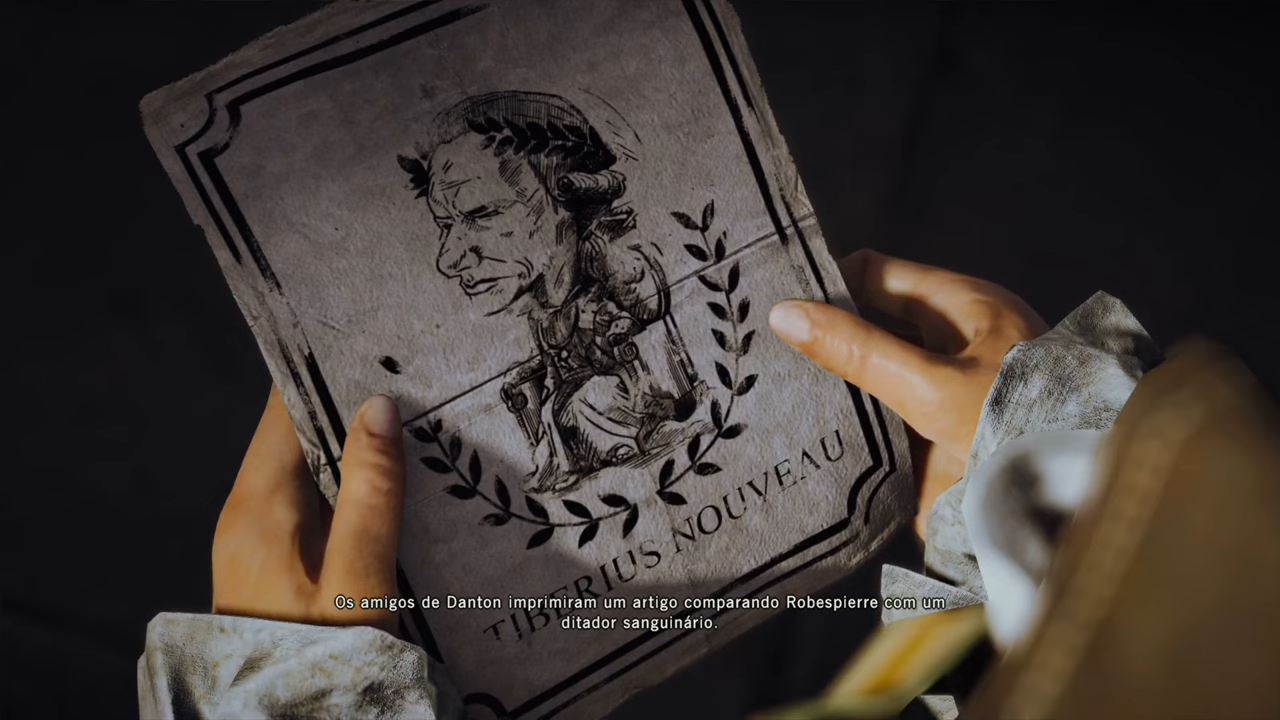 TIBERIUS NOUVEAU
Os amigos de Danton imprimiram um artigo comparando Robespierre com um
ditador sanguinário.